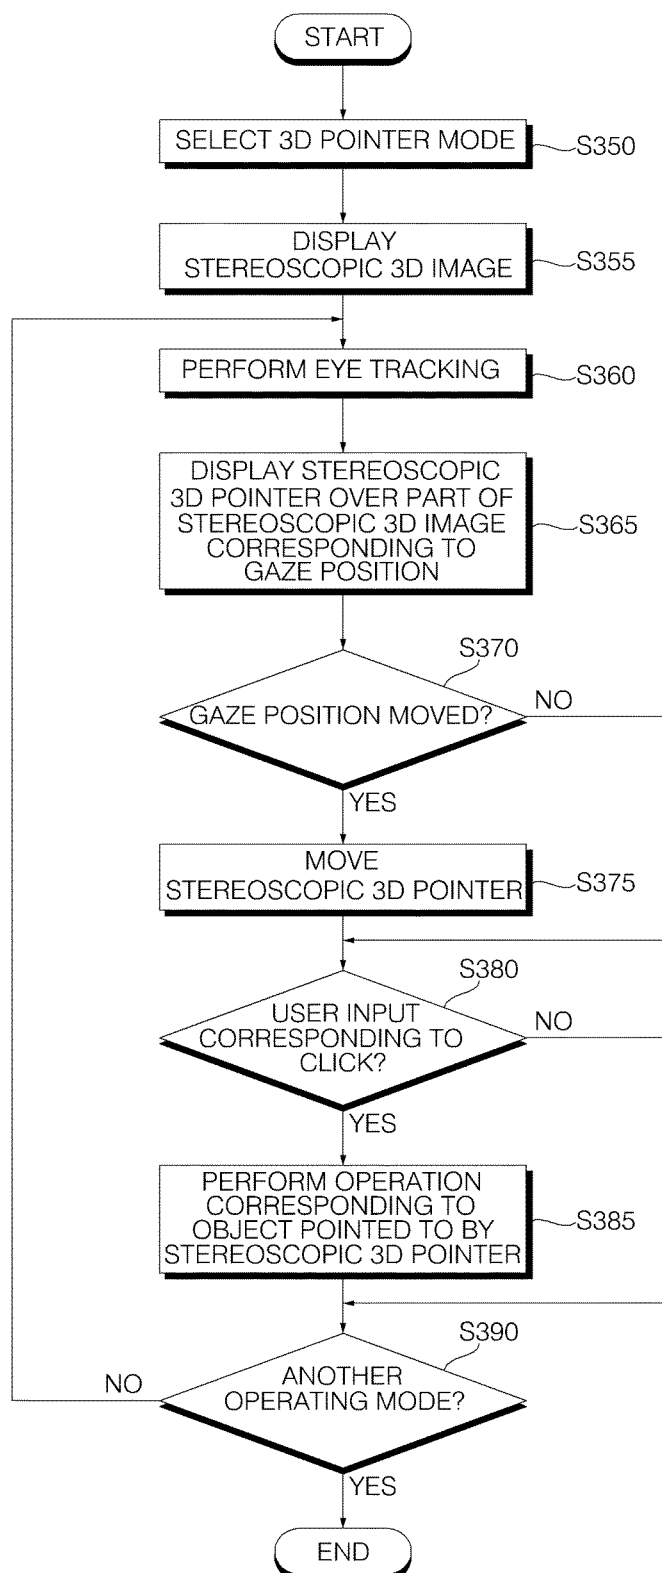 START
SELECT 3D POINTER MODE
S350
DISPLAY
STEREOSCOPIC 3D IMAGE
S355
PERFORM EYE TRACKING
S360
DISPLAY STEREOSCOPIC
3D POINTER OVER PART OF
STEREOSCOPIC 3D IMAGE
CORRESPONDING TO
GAZE POSITION
S365
S370
GAZE POSITION MOVED?
NO
YES
MOVE
STEREOSCOPIC 3D POINTER
S375
S380
USER INPUT
CORRESPONDING TO
CLICK?
NO
YES
PERFORM OPERATION
CORRESPONDING TO
OBJECT POINTED TO BY
STEREOSCOPIC 3D POINTER
S385
S390
ANOTHER
OPERATING MODE?
NO
YES
END